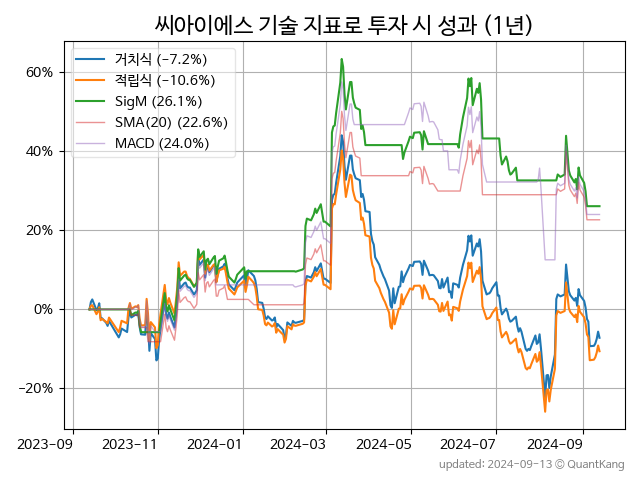 씨아이에스 기술 지표로 투자 시 성과 (1년)
거치식 (−7.2%)
적립식 (−10.6%)
SigM (26.1%)
SMA(20) (22.6%)
MACD (24.0%)
60%
40%
20%
0%
−20%
2023-09
2023-11
2024-01
2024-03
2024-05
2024-07
2024-09
updated: 2024-09-13 © QuantKang